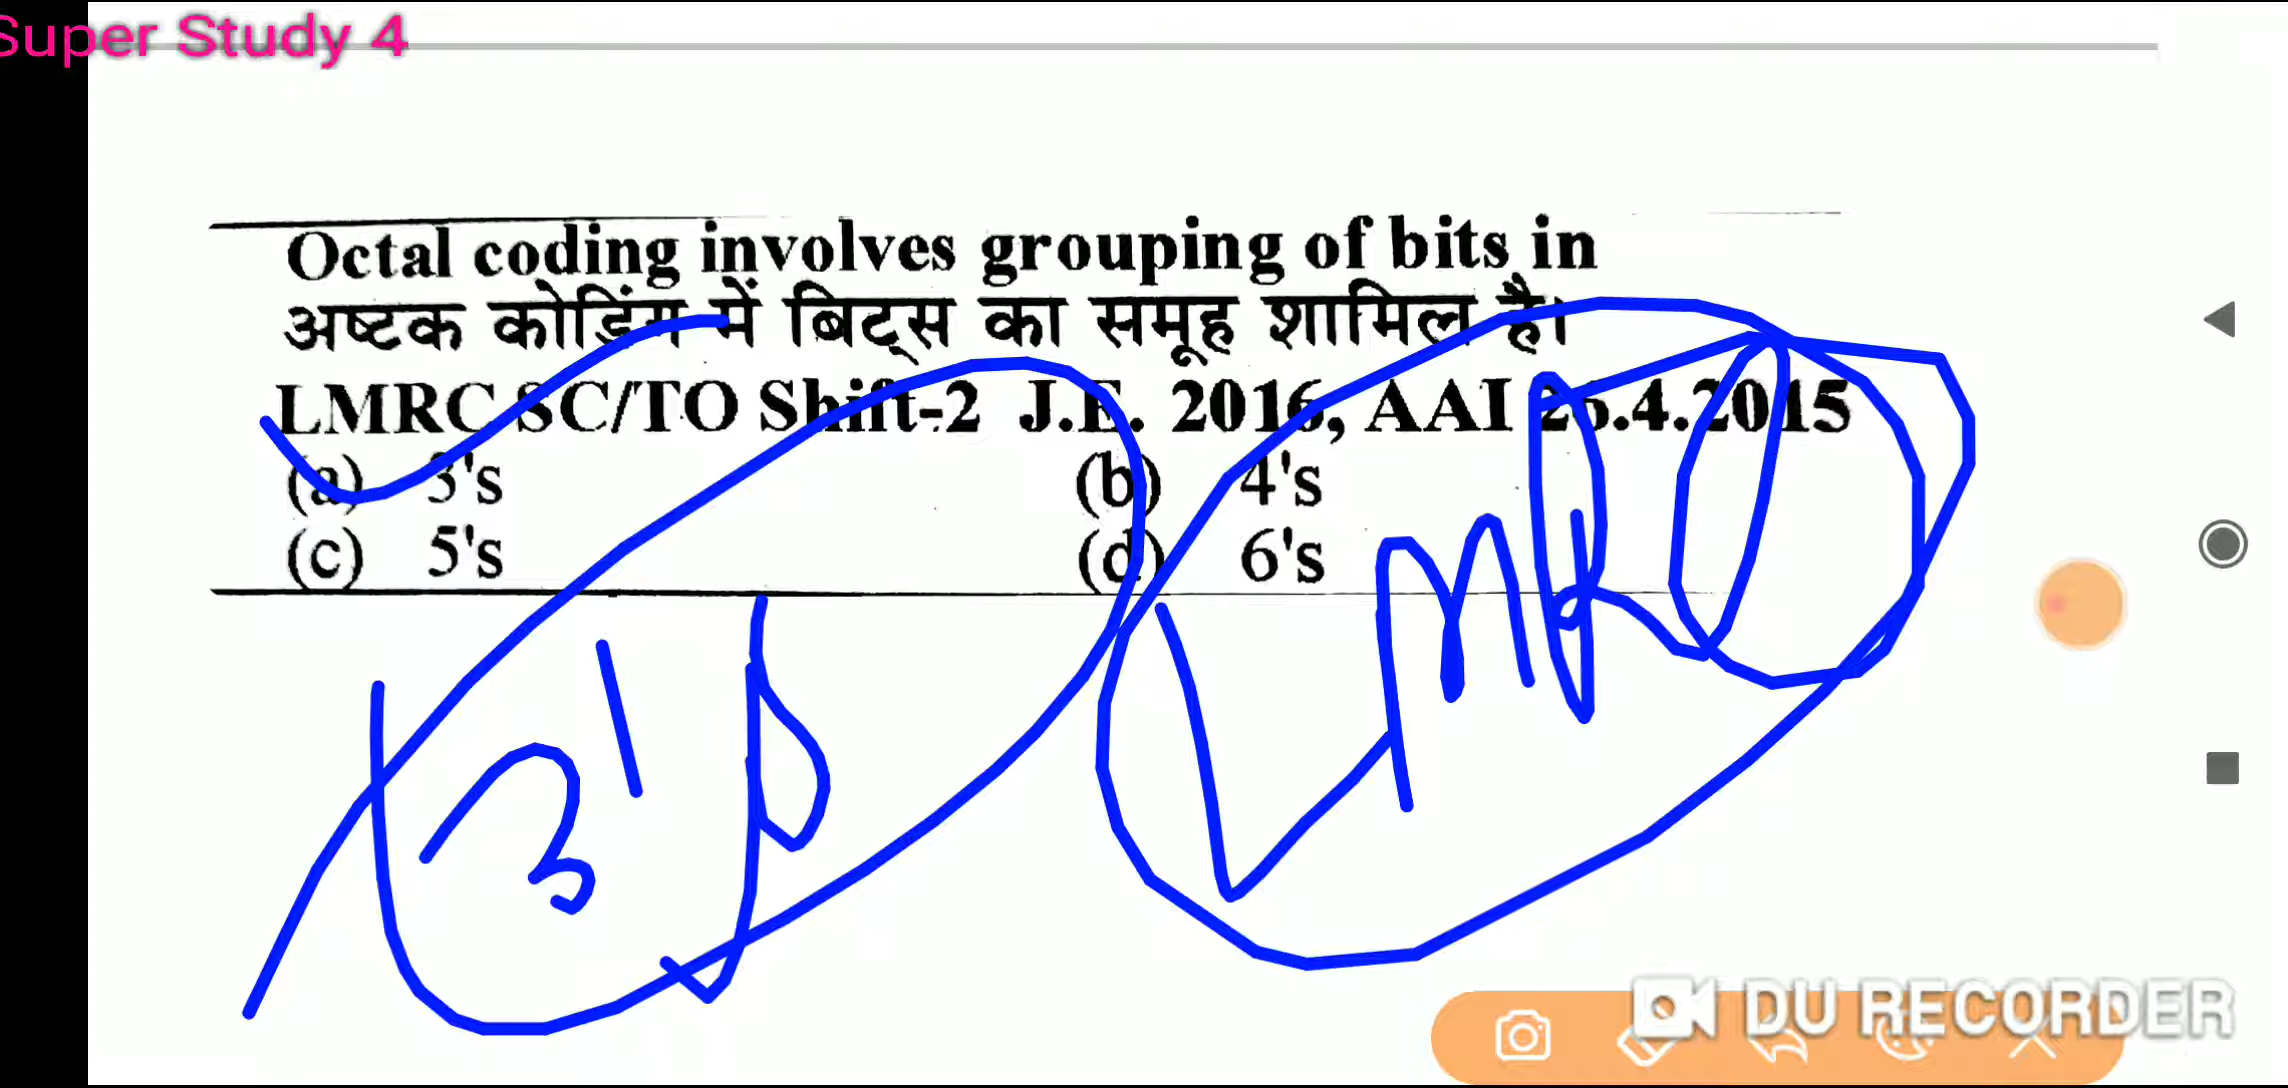 Super Study 4
Octal coding involves grouping of bits in
अष्टक कोडिंग में बिट्स का समूह शामिल है।
LMRC SC/TO Shift-2 J.E. 2016, AAI 26.4.2015
(a) 3's (b) 4's
(c) 5's (d) 6's
3's LMRC
DU RECORDER